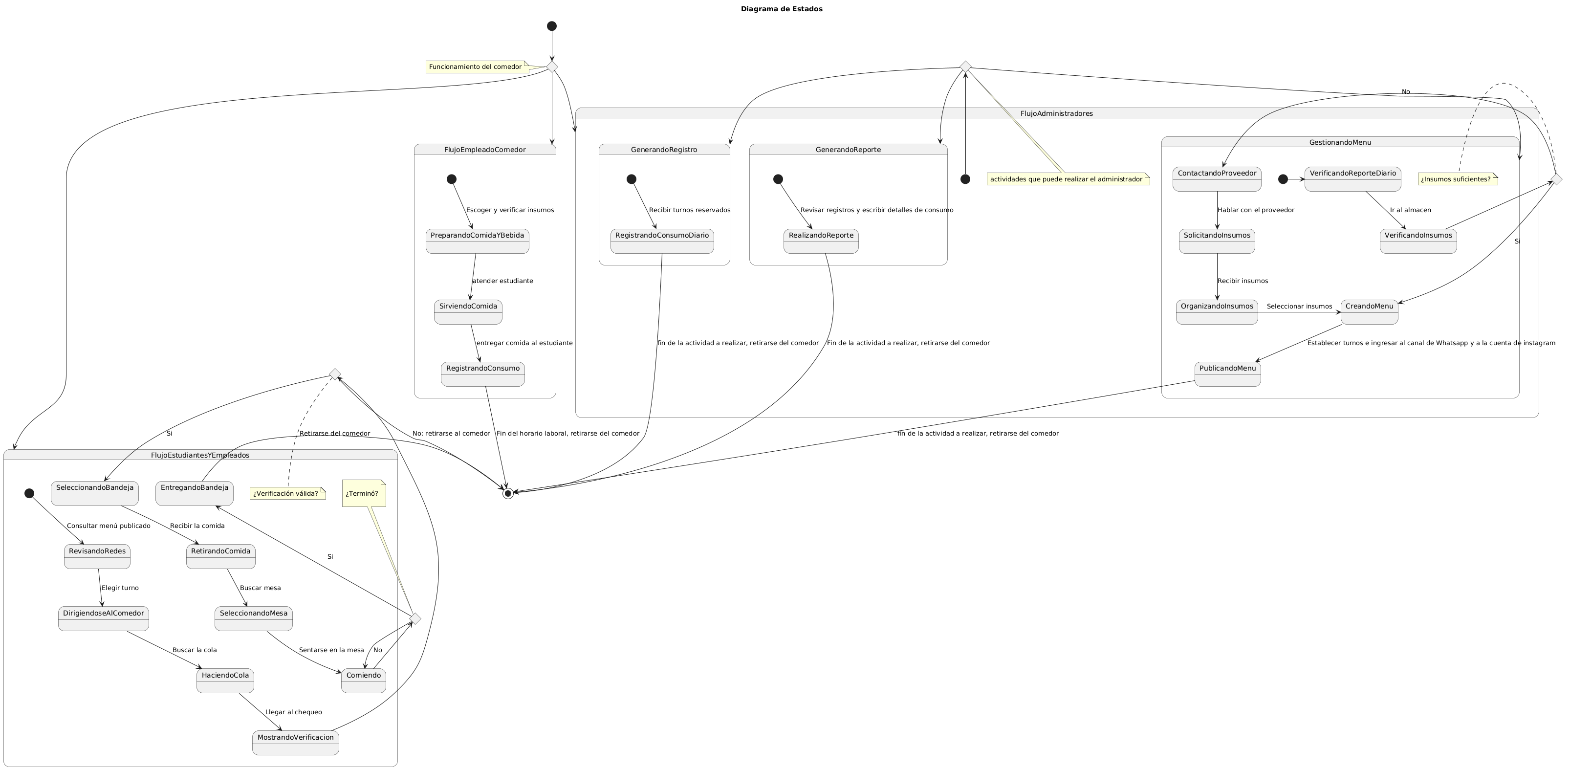 Diagrama de Estados
Funcionamiento del comedor
FlujoAdministradores
No
FlujoEmpleadoComedor
GenerandoRegistro
GenerandoReporte
GestionandoMenu
actividades que puede realizar el administrador
ContactandoProveedor
VerificandoReporteDiario
¿Insumos suficientes?
Escoger y verificar insumos
Recibir turnos reservados
Revisar registros y escribir detalles de consumo
Hablar con el proveedor
Ir al almacen
PreparandoComidaYBebida
RegistrandoConsumoDiario
RealizandoReporte
SolicitandoInsumos
VerificandoInsumos
Si
atender estudiante
Recibir insumos
SirviendoComida
OrganizandoInsumos
Seleccionar insumos
CreandoMenu
entregar comida al estudiante
fin de la actividad a realizar, retirarse del comedor
Fin de la actividad a realizar, retirarse del comedor
Establecer turnos e ingresar al canal de Whatsapp y a la cuenta de instagram
RegistrandoConsumo
PublicandoMenu
Si
Retirarse del comedor
No: retirarse al comedor
Fin del horario laboral, retirarse del comedor
fin de la actividad a realizar, retirarse del comedor
FlujoEstudiantesYEmpleados
SeleccionandoBandeja
EntregandoBandeja
¿Verificación válida?
¿Terminó?
Consultar menú publicado
Recibir la comida
RevisandoRedes
RetirandoComida
Si
Elegir turno
Buscar mesa
DirigiendoseAlComedor
SeleccionandoMesa
Buscar la cola
Sentarse en la mesa
No
HaciendoCola
Comiendo
Llegar al chequeo
MostrandoVerificacion